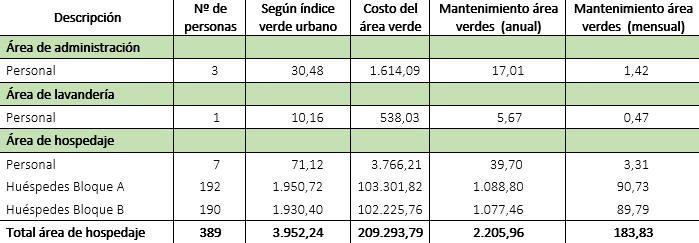 Descripción | Nº de personas | Según índice verde urbano | Costo del área verde | Mantenimiento área verdes (anual) | Mantenimiento área verdes (mensual)
Área de administración
Personal | 3 | 30,48 | 1.614,09 | 17,01 | 1,42
Área de lavandería
Personal | 1 | 10,16 | 538,03 | 5,67 | 0,47
Área de hospedaje
Personal | 7 | 71,12 | 3.766,21 | 39,70 | 3,31
Huéspedes Bloque A | 192 | 1.950,72 | 103.301,82 | 1.088,80 | 90,73
Huéspedes Bloque B | 190 | 1.930,40 | 102.225,76 | 1.077,46 | 89,79
Total área de hospedaje | 389 | 3.952,24 | 209.293,79 | 2.205,96 | 183,83